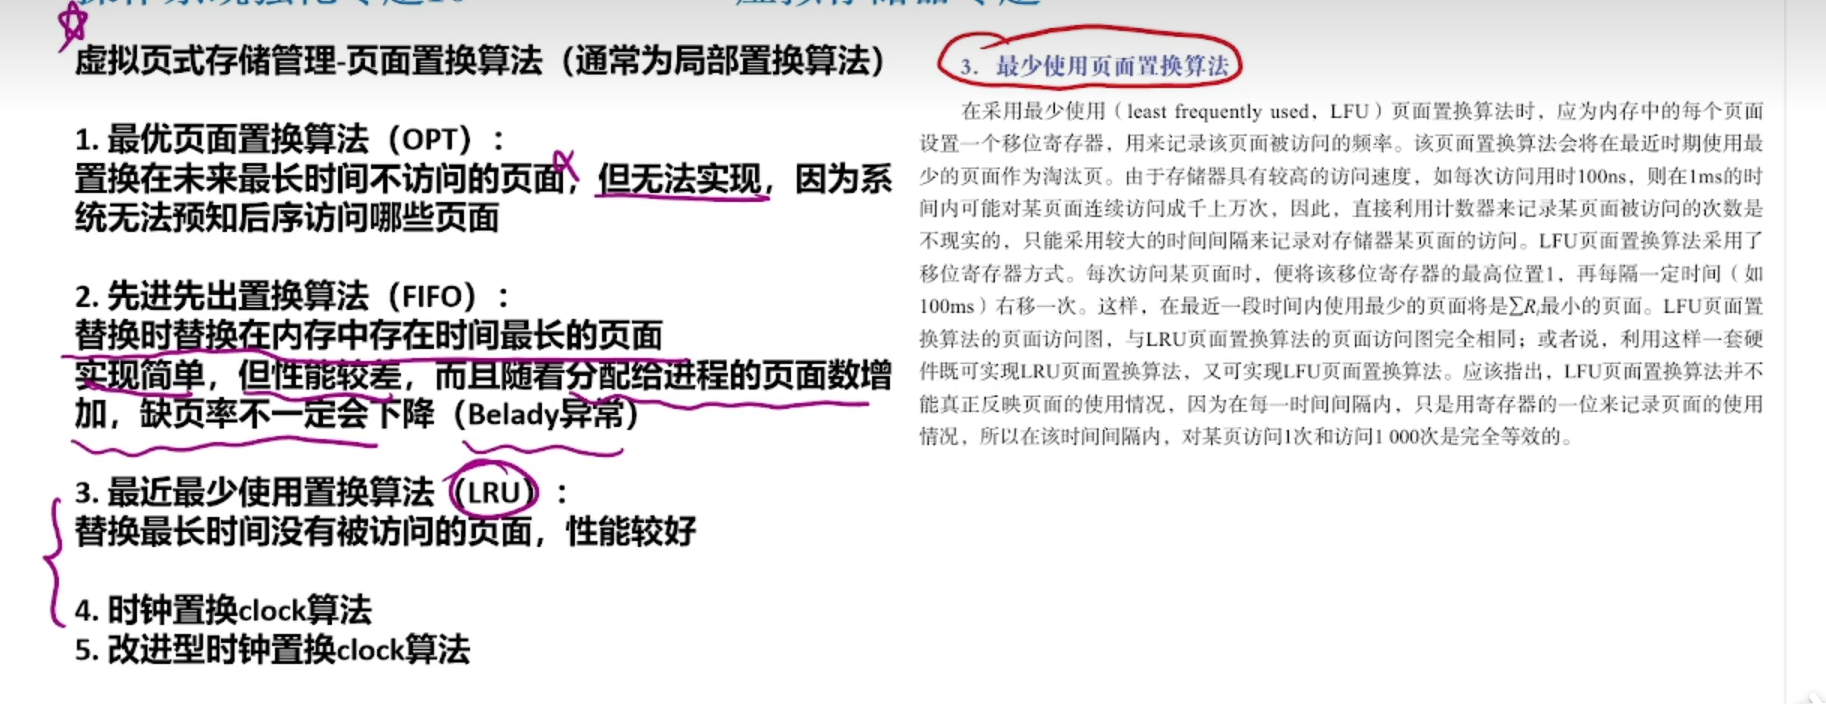 虚拟页式存储管理-页面置换算法（通常为局部置换算法）
1. 最优页面置换算法（OPT）：
置换在未来最长时间不访问的页面，但无法实现，因为系
统无法预知后序访问哪些页面
2. 先进先出置换算法（FIFO）：
替换时替换在内存中存在时间最长的页面
实现简单，但性能较差，而且随着分配给进程的页面数增
加，缺页率不一定会下降（Belady异常）
3. 最近最少使用置换算法（LRU）：
替换最长时间没有被访问的页面，性能较好
4. 时钟置换clock算法
5. 改进型时钟置换clock算法
3. 最少使用页面置换算法
在采用最少使用（least frequently used，LFU）页面置换算法时，应为内存中的每个页面
设置一个移位寄存器，用来记录该页面被访问的频率。该页面置换算法会将在最近时期使用最
少的页面作为淘汰页。由于存储器具有较高的访问速度，如每次访问用时100ns，则在1ms的时
间内可能对某页面连续访问成千上万次，因此，直接利用计数器来记录某页面被访问的次数是
不现实的，只能采用较大的时间间隔来记录对存储器某页面的访问。LFU页面置换算法采用了
移位寄存器方式。每次访问某页面时，便将该移位寄存器的最高位置1，再每隔一定时间（如
100ms）右移一次。这样，在最近一段时间内使用最少的页面将是∑Rᵢ最小的页面。LFU页面置
换算法的页面访问图，与LRU页面置换算法的页面访问图完全相同；或者说，利用这样一套硬
件既可实现LRU页面置换算法，又可实现LFU页面置换算法。应该指出，LFU页面置换算法并不
能真正反映页面的使用情况，因为在每一时间间隔内，只是用寄存器的一位来记录页面的使用
情况，所以在该时间间隔内，对某页访问1次和访问1 000次是完全等效的。